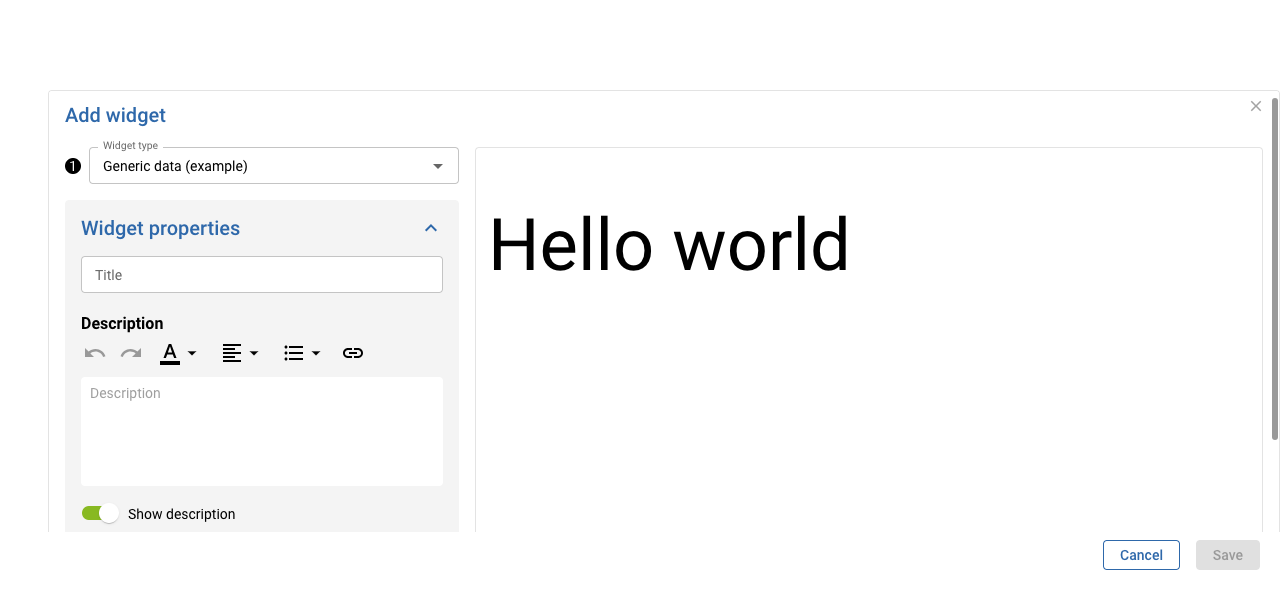 Add widget
Widget type
1 Generic data (example)
Widget properties
Title
Description
A
Description
Show description
Hello world
Cancel Save